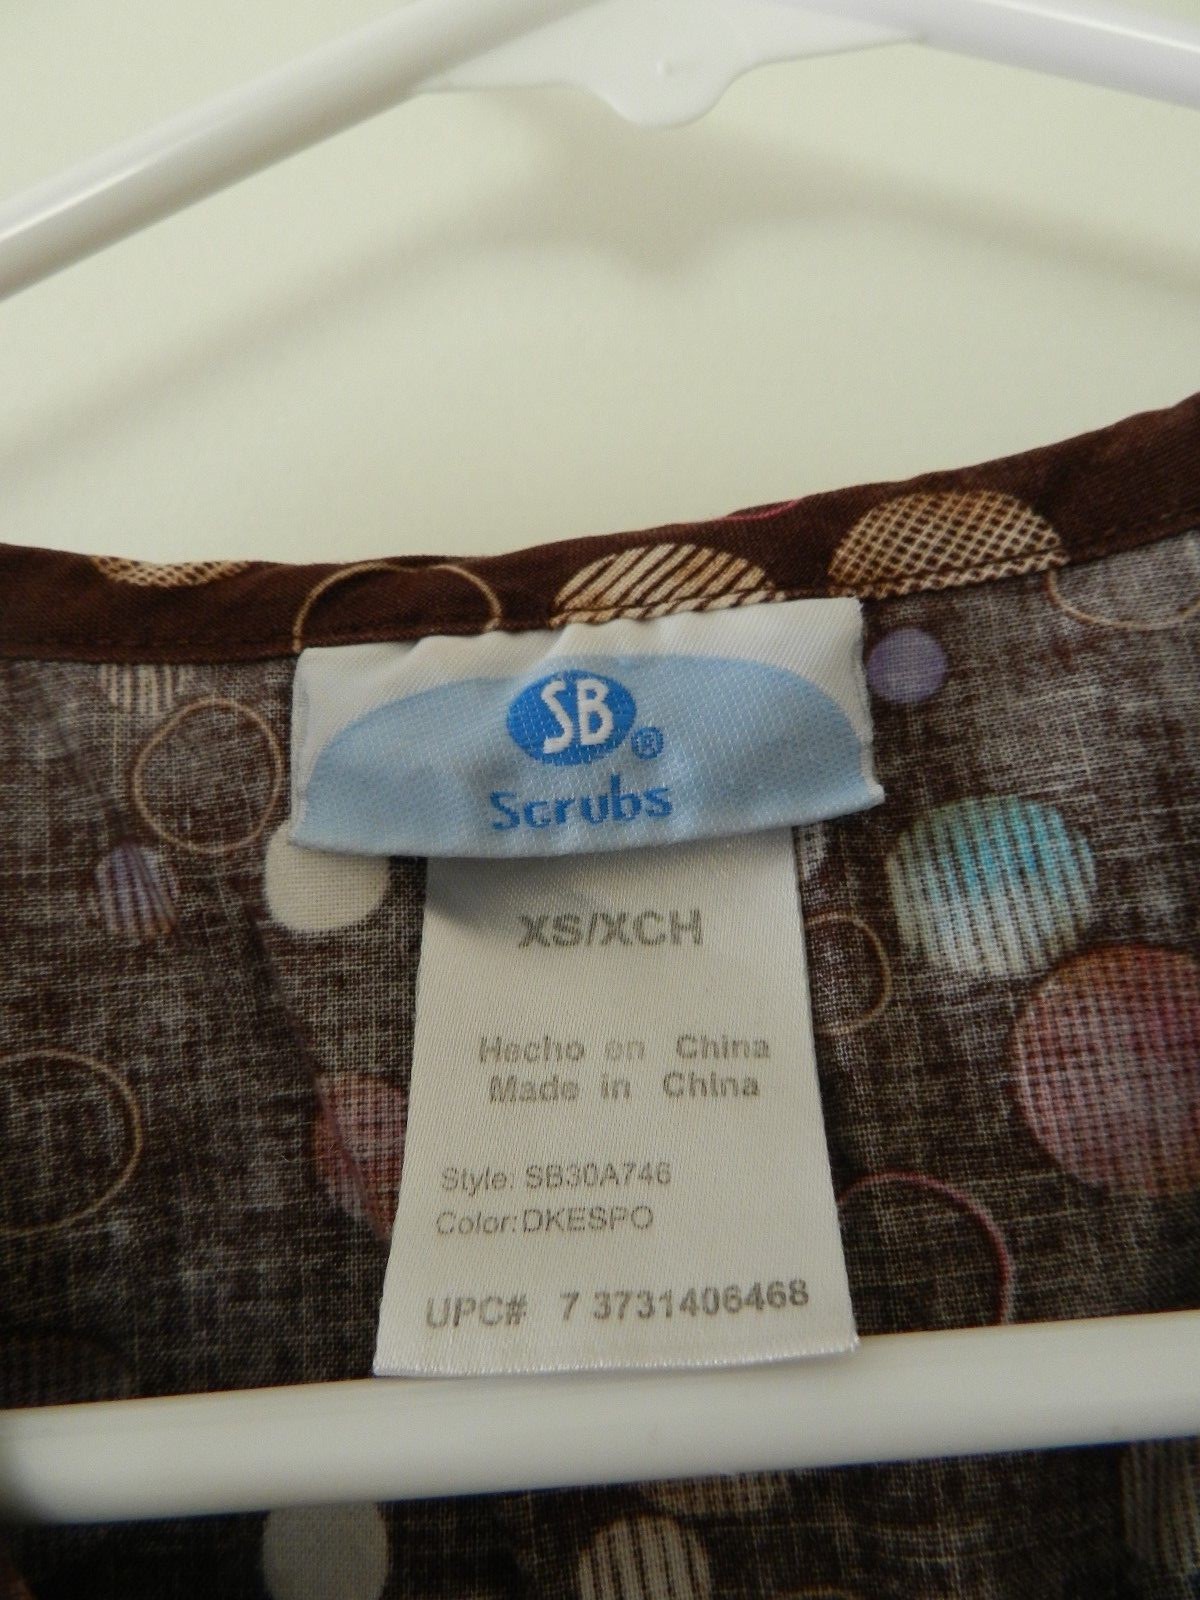 SB®
Scrubs
XS/XCH
Hecho en China
Made in China
Style: SB30A746
Color:DKESPO
UPC# 7 3731406468